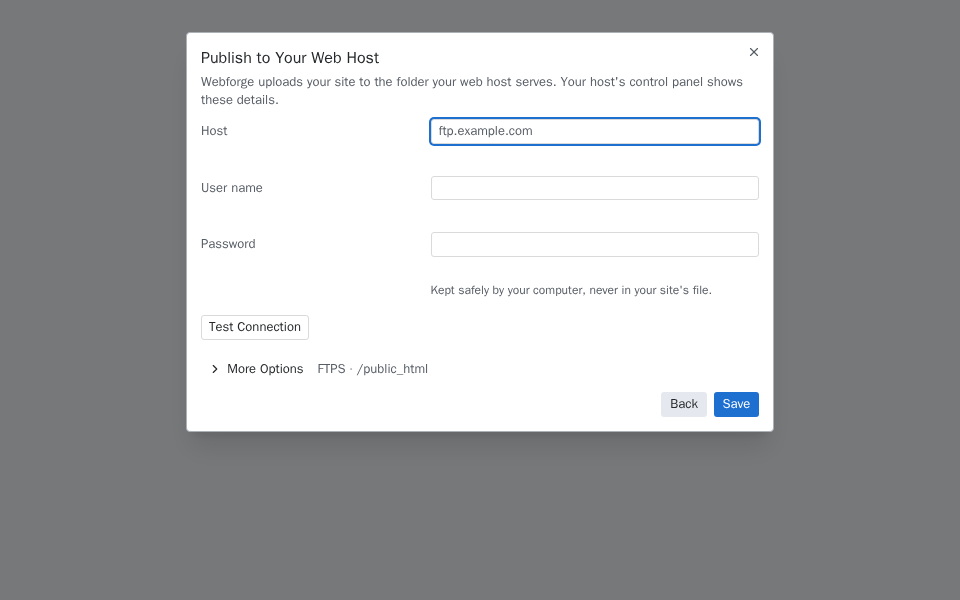 Publish to Your Web Host
Webforge uploads your site to the folder your web host serves. Your host's control panel shows
these details.
Host
ftp.example.com
User name
Password
Kept safely by your computer, never in your site's file.
Test Connection
More Options FTPS · /public_html
Back Save